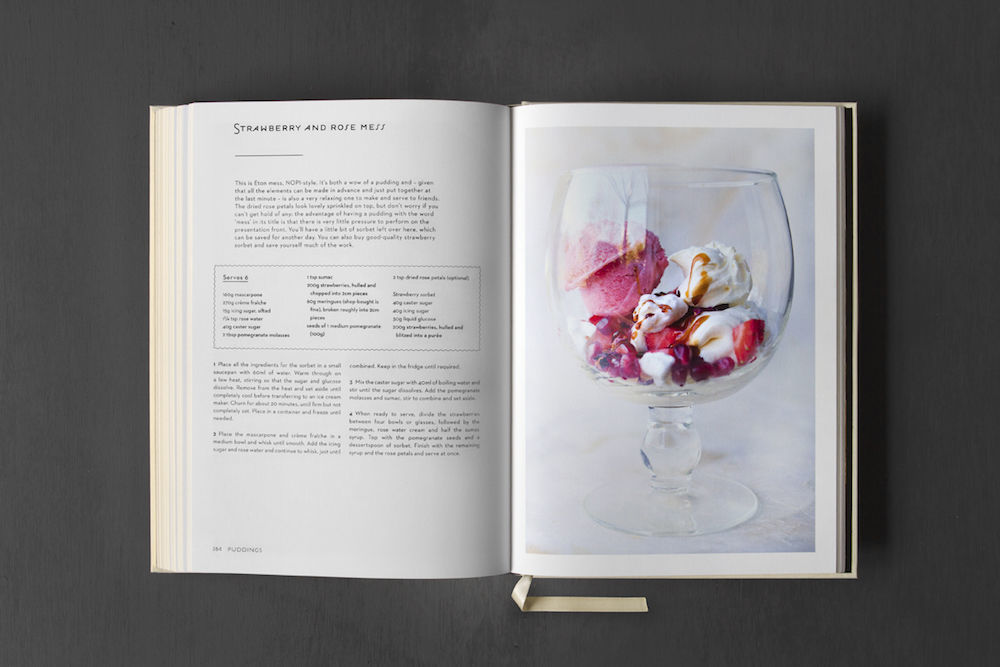 STRAWBERRY AND ROSE MESS
This is Eton mess, NOPI-style. It's both a wow of a pudding and – given
that all the elements can be made in advance and just put together at
the last minute – is also a very relaxing one to make and serve to friends.
The dried rose petals look lovely sprinkled on top, but don't worry if you
can't get hold of any: the advantage of having a pudding with the word
'mess' in its title is that there is very little pressure to perform on the
presentation front. You'll have a little bit of sorbet left over here, which
can be saved for another day. You can also buy good-quality strawberry
sorbet and save yourself much of the work.
Serves 6
160g mascarpone
270g crème fraîche
15g icing sugar, sifted
1¼ tsp rose water
40g caster sugar
2 tbsp pomegranate molasses
1 tsp sumac
200g strawberries, hulled and
chopped into 2cm pieces
80g meringues (shop-bought is
fine), broken roughly into 2cm
pieces
seeds of 1 medium pomegranate
(100g)
2 tsp dried rose petals (optional)
Strawberry sorbet
40g caster sugar
40g icing sugar
30g liquid glucose
200g strawberries, hulled and
blitzed into a purée
1 Place all the ingredients for the sorbet in a small
saucepan with 60ml of water. Warm through on
a low heat, stirring so that the sugar and glucose
dissolve. Remove from the heat and set aside until
completely cool before transferring to an ice cream
maker. Churn for about 20 minutes, until firm but not
completely set. Place in a container and freeze until
needed.
2 Place the mascarpone and crème fraîche in a
medium bowl and whisk until smooth. Add the icing
sugar and rose water and continue to whisk, just until
combined. Keep in the fridge until required.
3 Mix the caster sugar with 40ml of boiling water and
stir until the sugar dissolves. Add the pomegranate
molasses and sumac, stir to combine and set aside.
4 When ready to serve, divide the strawberries
between four bowls or glasses, followed by the
meringue, rose water cream and half the sumac
syrup. Top with the pomegranate seeds and a
dessertspoon of sorbet. Finish with the remaining
syrup and the rose petals and serve at once.
284 PUDDINGS